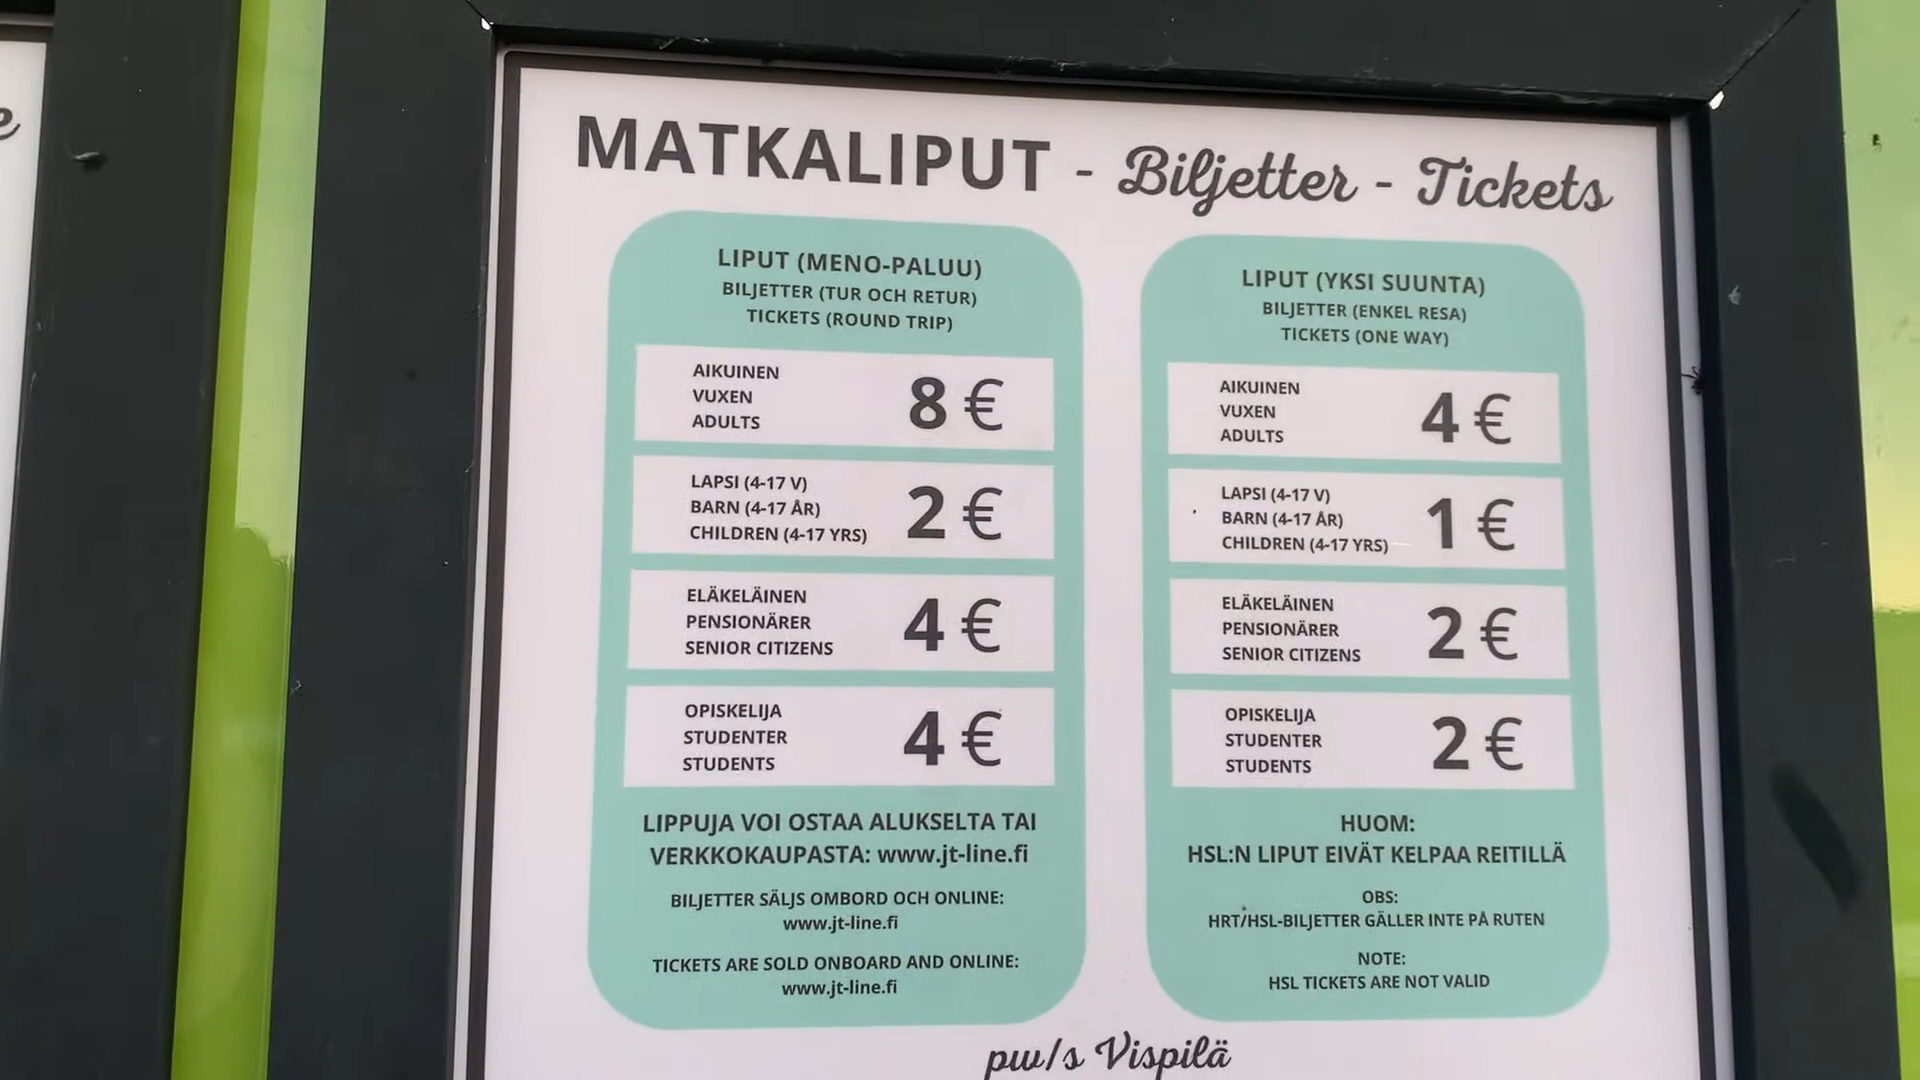 e
MATKALIPUT - Biljetter - Tickets
LIPUT (MENO-PALUU)
BILJETTER (TUR OCH RETUR)
TICKETS (ROUND TRIP)
AIKUINEN
VUXEN
ADULTS
8 €
LAPSI (4-17 V)
BARN (4-17 ÅR)
CHILDREN (4-17 YRS)
2 €
ELÄKELÄINEN
PENSIONÄRER
SENIOR CITIZENS
4 €
OPISKELIJA
STUDENTER
STUDENTS
4 €
LIPPUJA VOI OSTAA ALUKSELTA TAI
VERKKOKAUPASTA: www.jt-line.fi
BILJETTER SÄLJS OMBORD OCH ONLINE:
www.jt-line.fi
TICKETS ARE SOLD ONBOARD AND ONLINE:
www.jt-line.fi
LIPUT (YKSI SUUNTA)
BILJETTER (ENKEL RESA)
TICKETS (ONE WAY)
AIKUINEN
VUXEN
ADULTS
4 €
LAPSI (4-17 V)
BARN (4-17 ÅR)
CHILDREN (4-17 YRS)
1 €
ELÄKELÄINEN
PENSIONÄRER
SENIOR CITIZENS
2 €
OPISKELIJA
STUDENTER
STUDENTS
2 €
HUOM:
HSL:N LIPUT EIVÄT KELPAA REITILLÄ
OBS:
HRT/HSL-BILJETTER GÄLLER INTE PÅ RUTEN
NOTE:
HSL TICKETS ARE NOT VALID
pw/s Vispilä